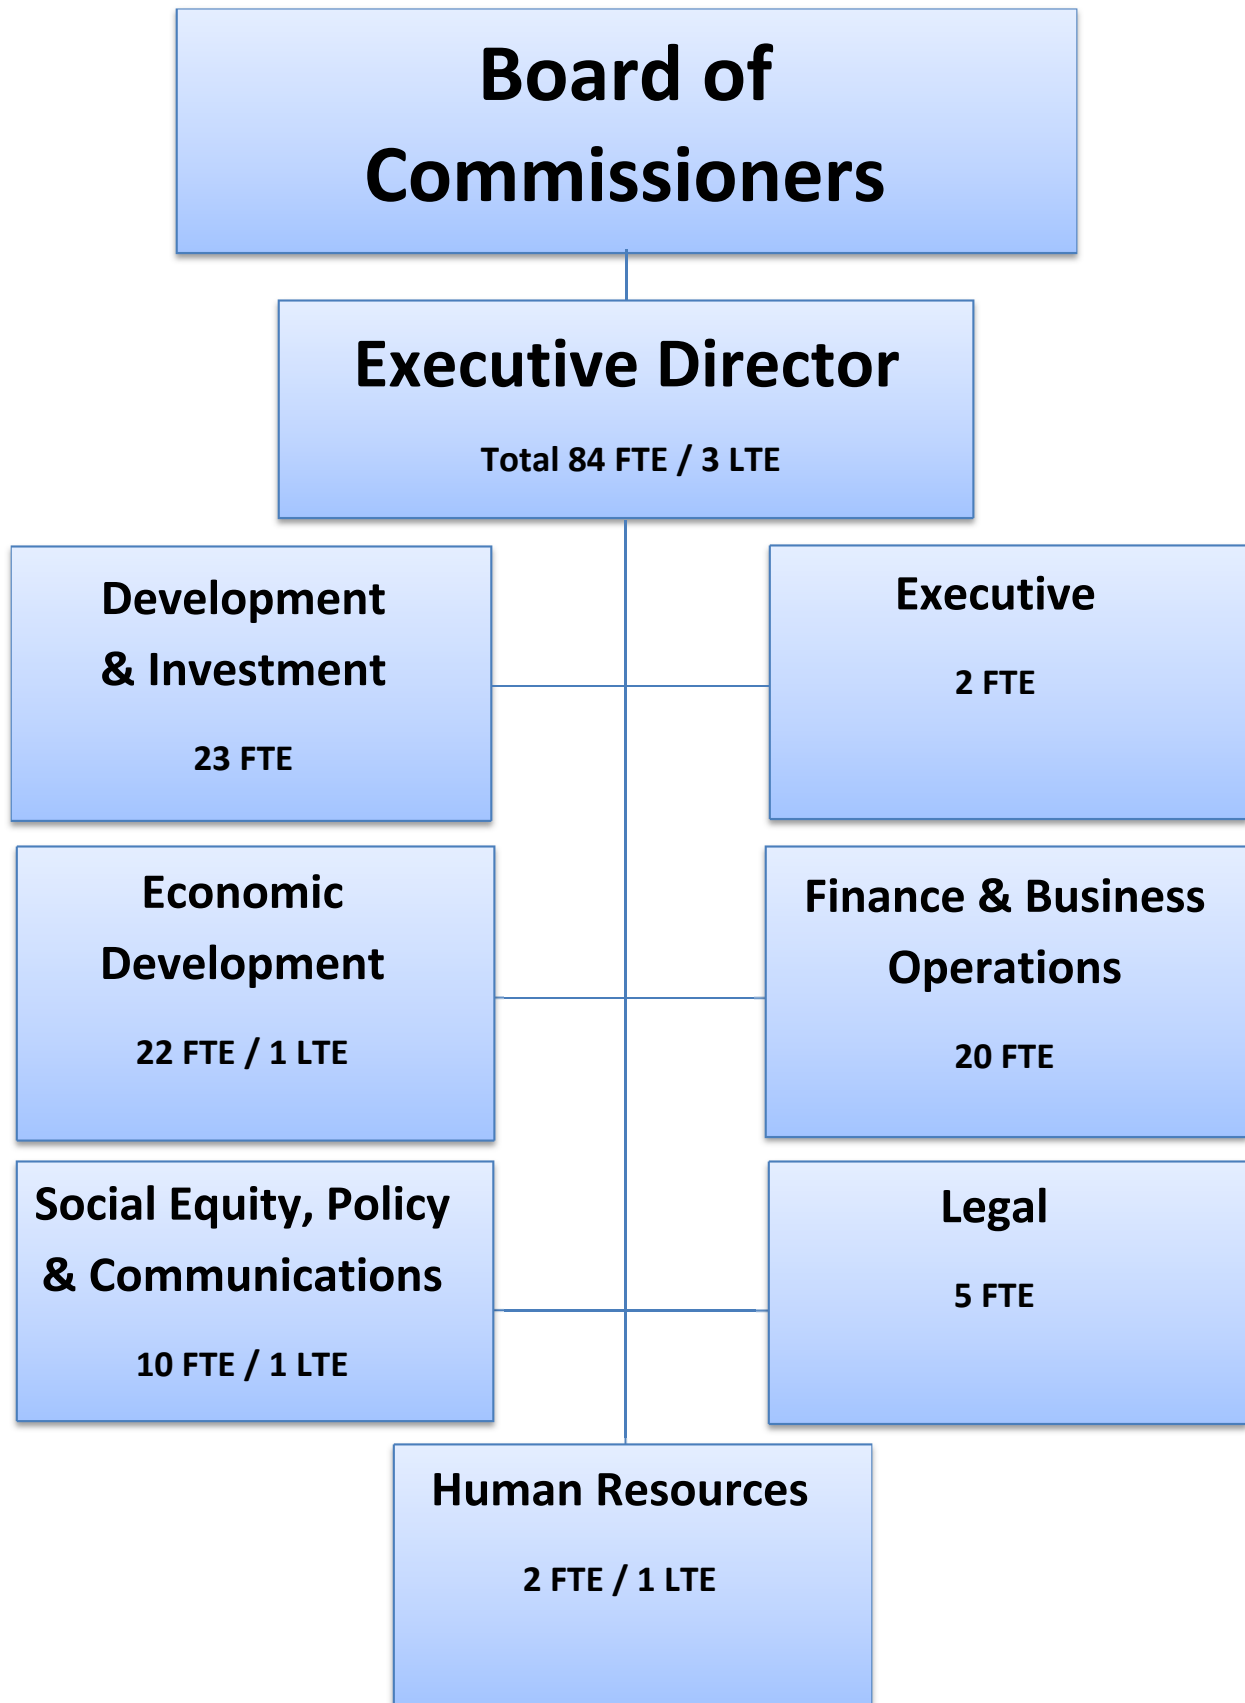 Board of
Commissioners
Executive Director
Total 84 FTE / 3 LTE
Development
& Investment
23 FTE
Executive
2 FTE
Economic
Development
22 FTE / 1 LTE
Finance & Business
Operations
20 FTE
Social Equity, Policy
& Communications
10 FTE / 1 LTE
Legal
5 FTE
Human Resources
2 FTE / 1 LTE